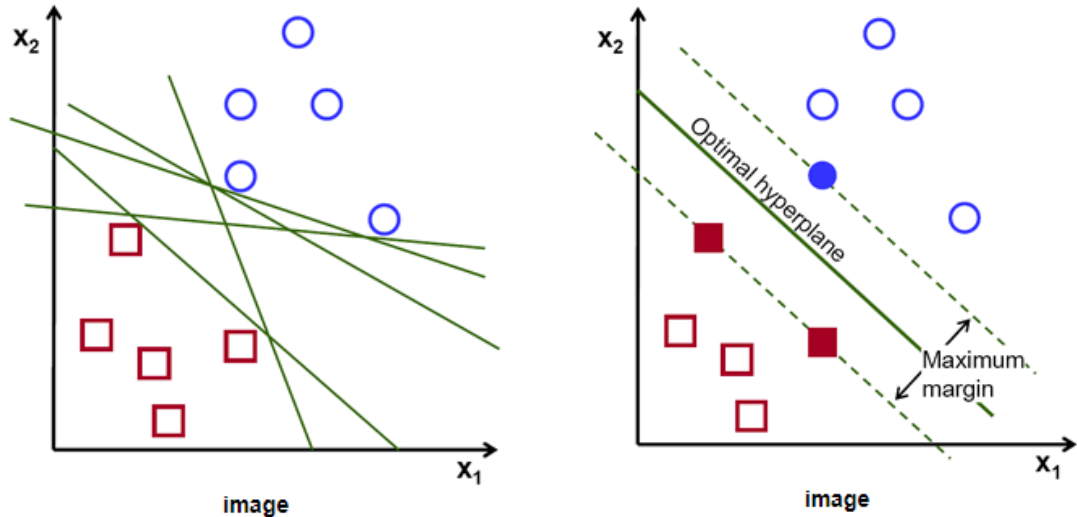 x2
x1
image
x2
Optimal hyperplane
Maximum
margin
x1
image